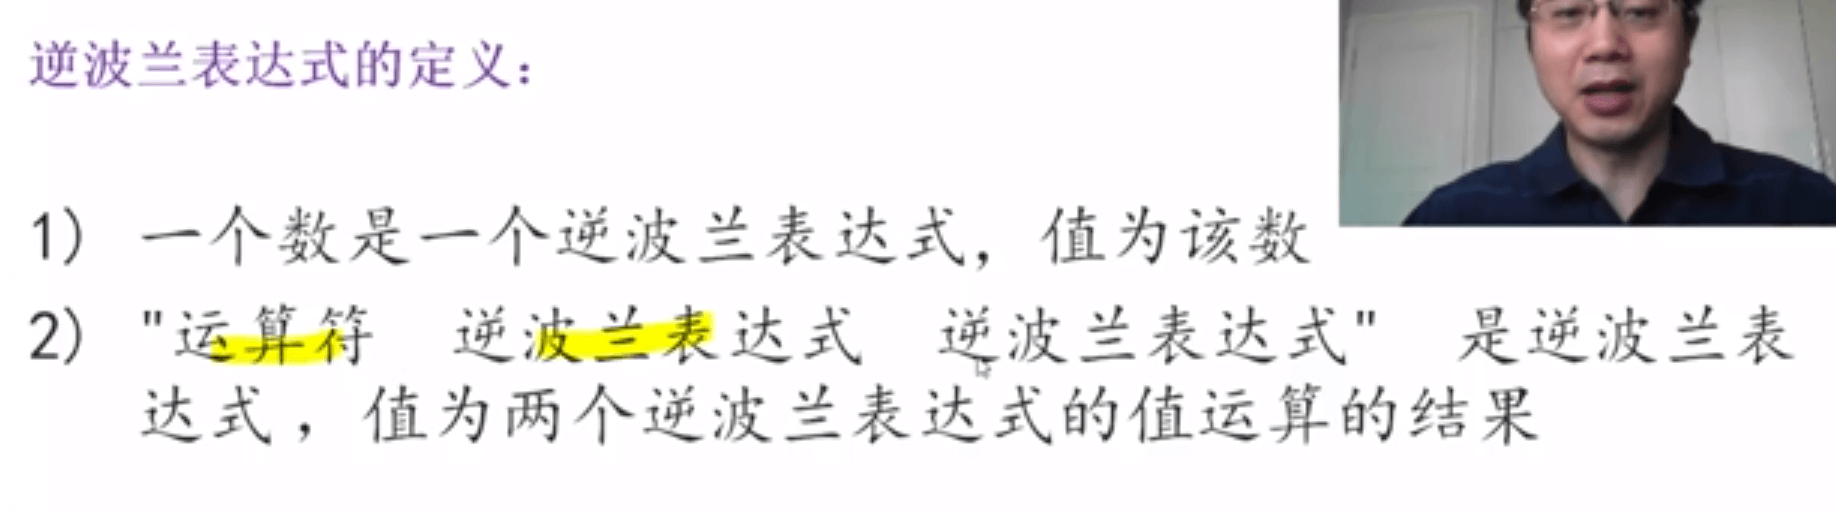 逆波兰表达式的定义：
1) 一个数是一个逆波兰表达式，值为该数
2) "运算符 逆波兰表达式 逆波兰表达式" 是逆波兰表
达式，值为两个逆波兰表达式的值运算的结果